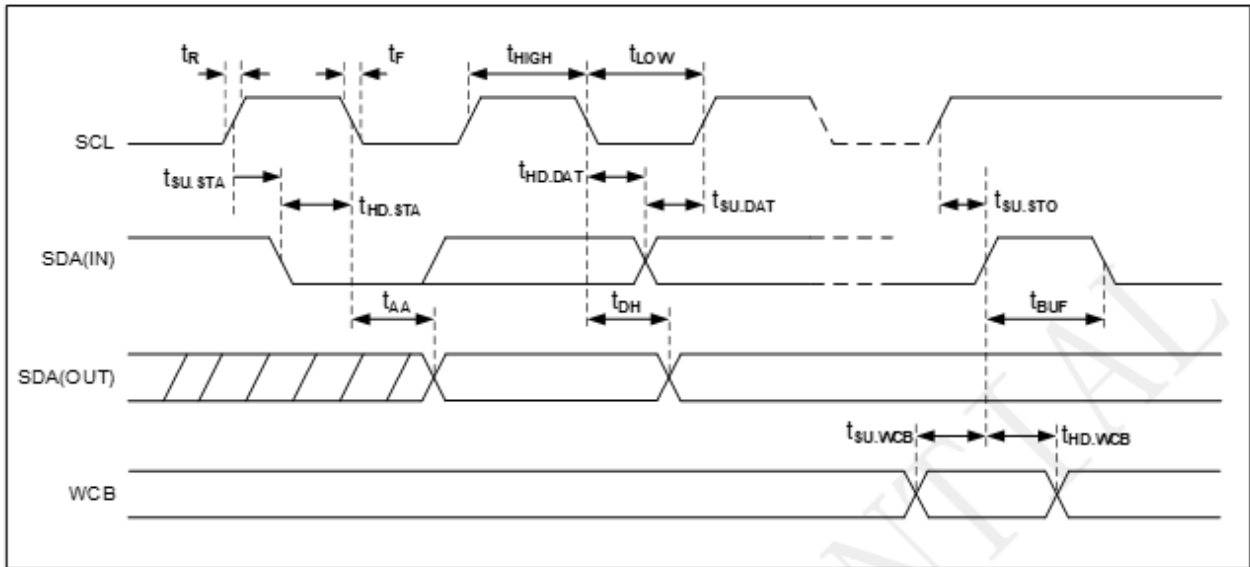 tR tF tHIGH tLOW
SCL
tSU.STA tHD.STA tHD.DAT tSU.DAT tSU.STO
SDA(IN)
tAA tDH tBUF
SDA(OUT)
tSU.WCB tHD.WCB
WCB
NTIAL